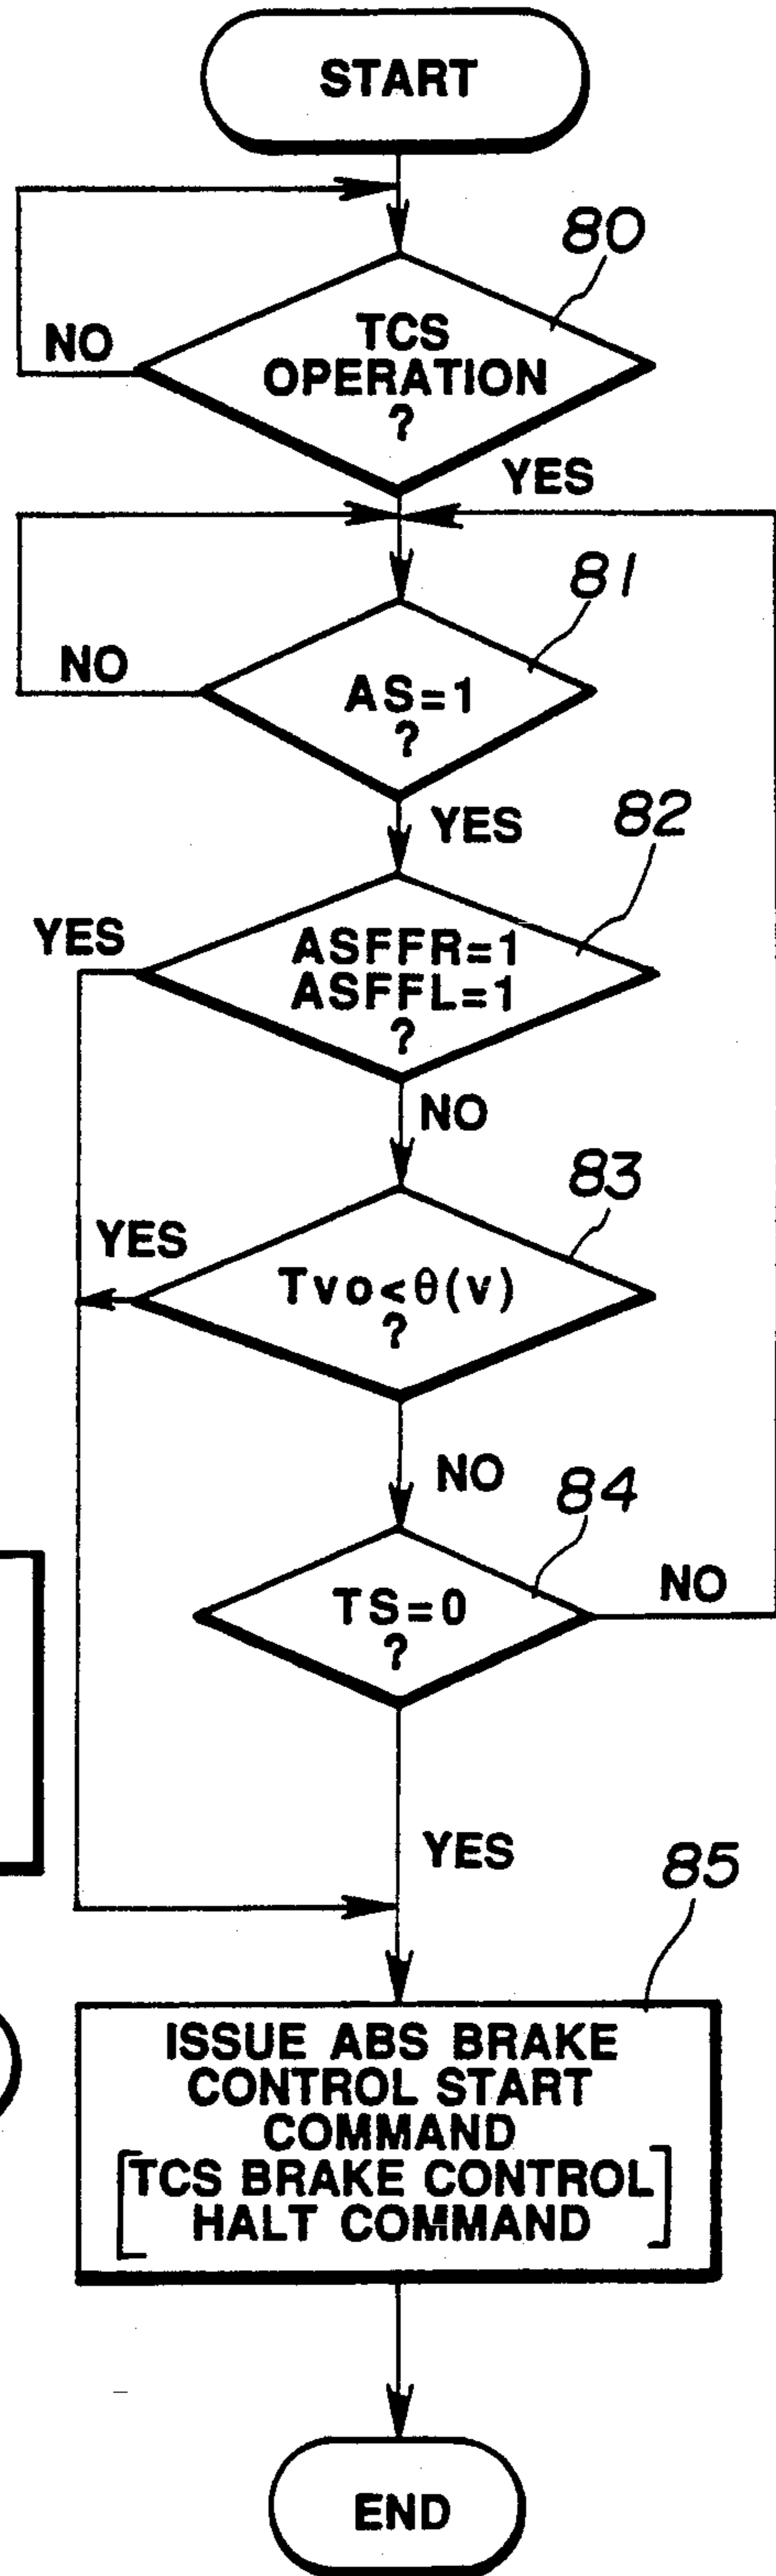 START
80
TCS
OPERATION
?
NO
YES
81
AS=1
?
NO
YES
82
ASFFR=1
ASFFL=1
?
YES
NO
83
Tvo<θ(v)
?
YES
NO
84
TS=0
?
NO
YES
85
ISSUE ABS BRAKE
CONTROL START
COMMAND
[TCS BRAKE CONTROL
HALT COMMAND]
END